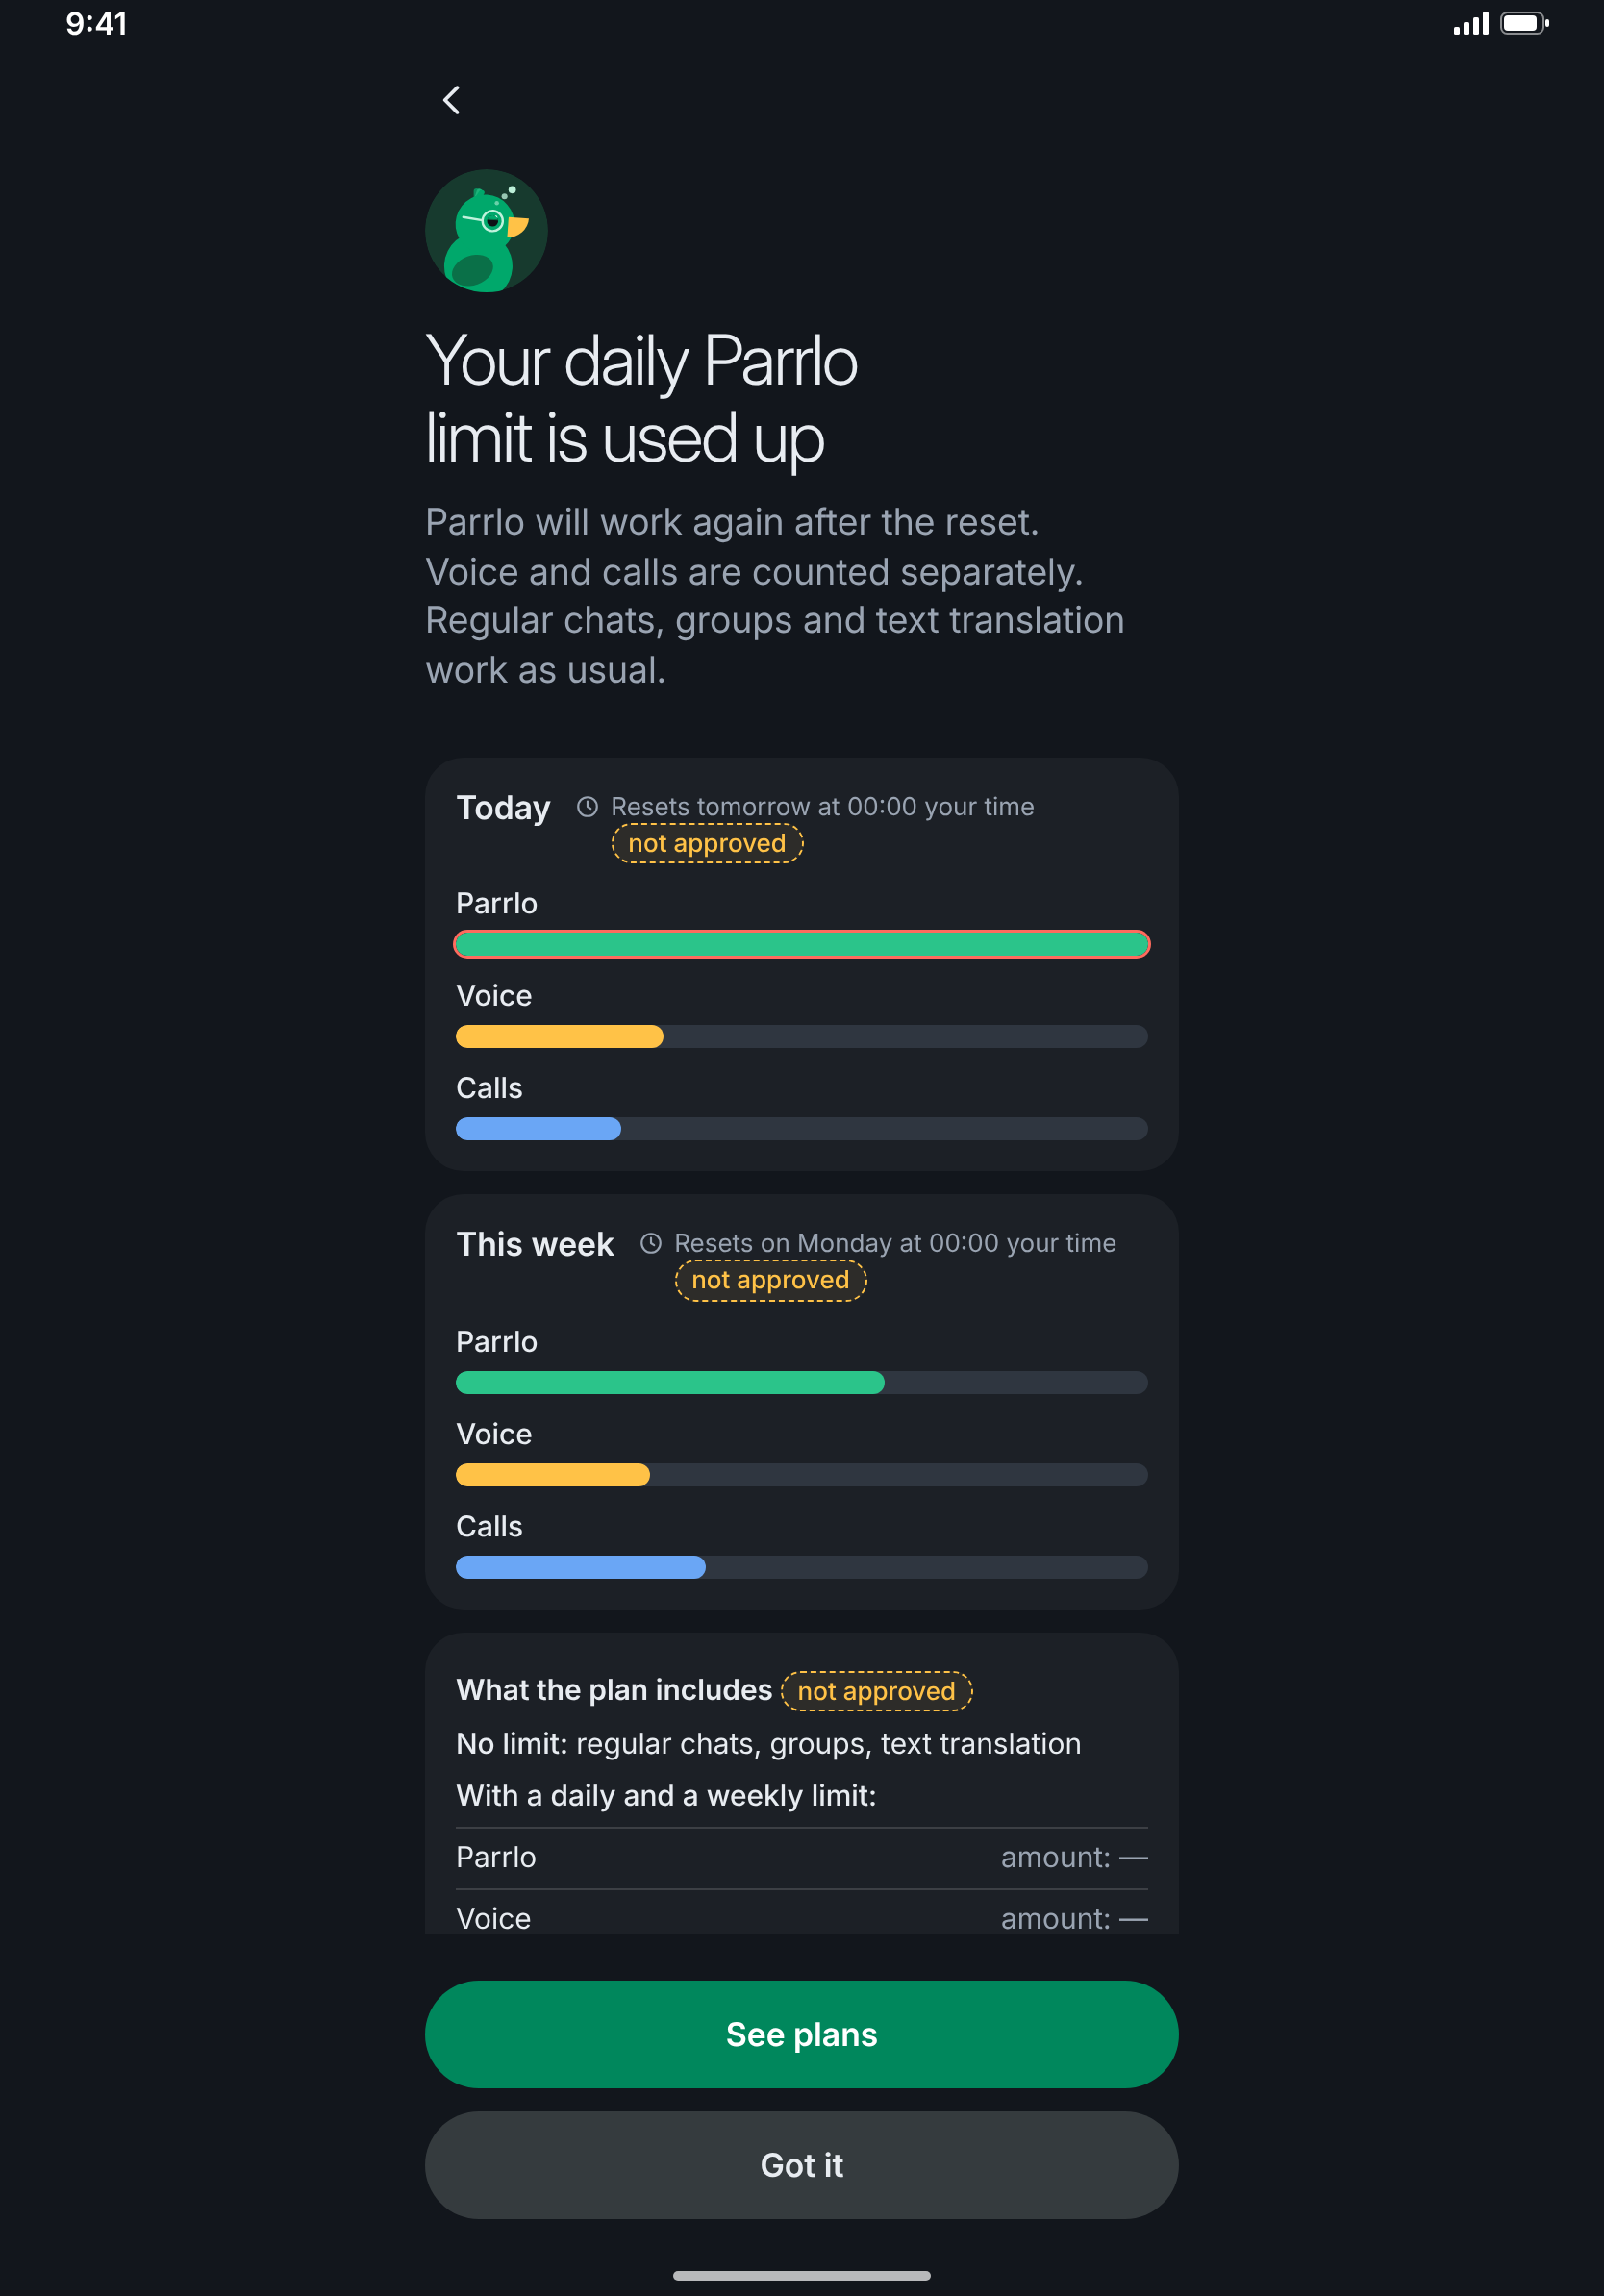 9:41
Your daily Parrlo
limit is used up
Parrlo will work again after the reset.
Voice and calls are counted separately.
Regular chats, groups and text translation
work as usual.
Today Resets tomorrow at 00:00 your time
not approved
Parrlo
Voice
Calls
This week Resets on Monday at 00:00 your time
not approved
Parrlo
Voice
Calls
What the plan includes not approved
No limit: regular chats, groups, text translation
With a daily and a weekly limit:
Parrlo amount: —
Voice amount: —
See plans
Got it